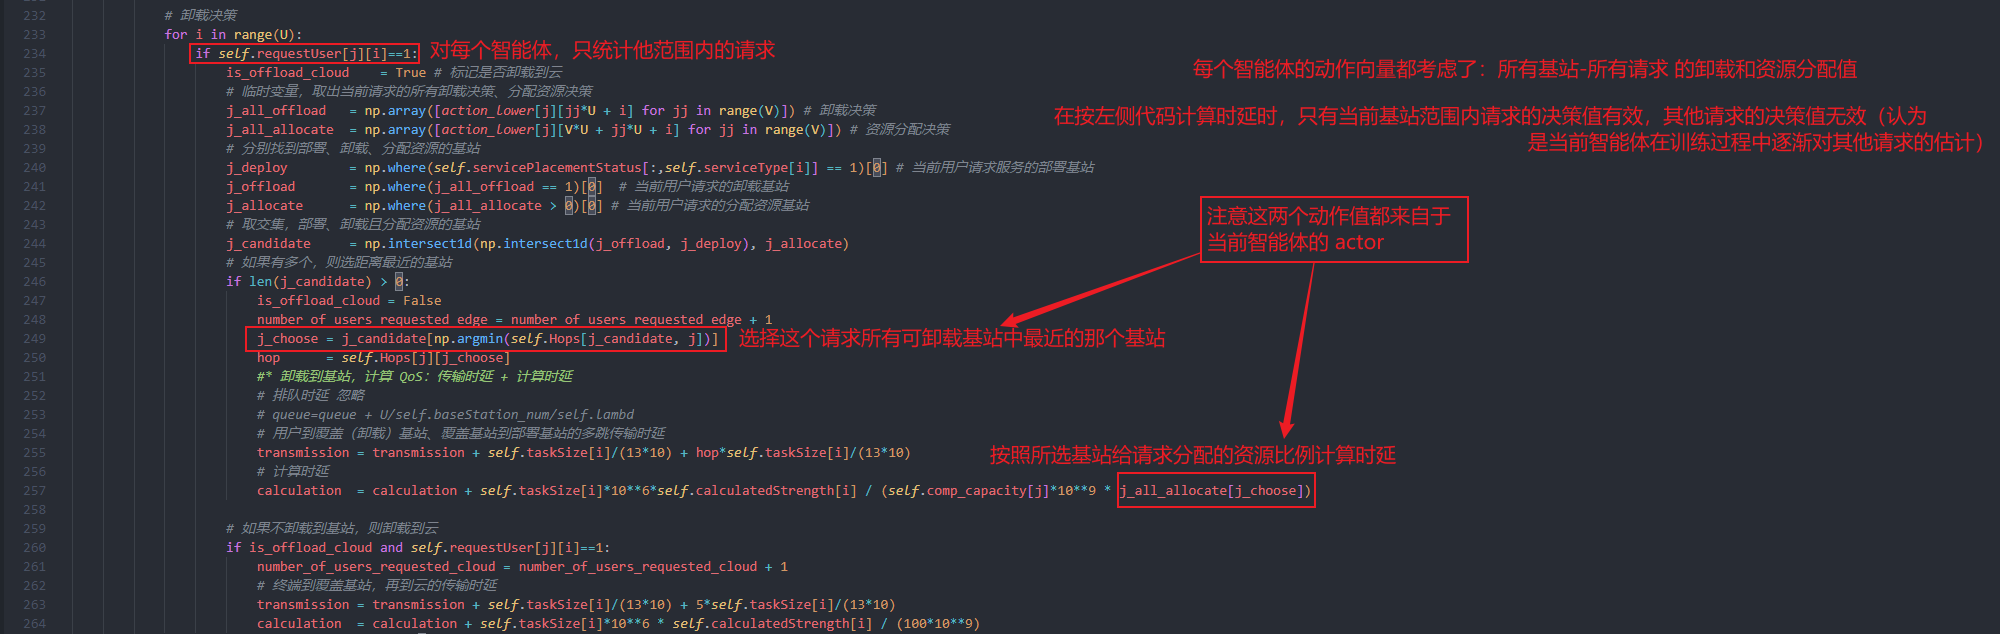 232 # 卸载决策
233 for i in range(U):
234 if self.requestUser[j][i]==1: 对每个智能体，只统计他范围内的请求
235 is_offload_cloud = True # 标记是否卸载到云
每个智能体的动作向量都考虑了：所有基站-所有请求 的卸载和资源分配值
236 # 临时变量，取出当前请求的所有卸载决策、分配资源决策
237 j_all_offload = np.array([action_lower[j][jj*U + i] for jj in range(V)]) # 卸载决策
在按左侧代码计算时延时，只有当前基站范围内请求的决策值有效，其他请求的决策值无效（认为
238 j_all_allocate = np.array([action_lower[j][V*U + jj*U + i] for jj in range(V)]) # 资源分配决策
是当前智能体在训练过程中逐渐对其他请求的估计）
239 # 分别找到部署、卸载、分配资源的基站
240 j_deploy = np.where(self.servicePlacementStatus[:,self.serviceType[i]] == 1)[0] # 当前用户请求服务的部署基站
241 j_offload = np.where(j_all_offload == 1)[0] # 当前用户请求的卸载基站
242 j_allocate = np.where(j_all_allocate > 0)[0] # 当前用户请求的分配资源基站
注意这两个动作值都来自于
243 # 取交集，部署、卸载且分配资源的基站
当前智能体的 actor
244 j_candidate = np.intersect1d(np.intersect1d(j_offload, j_deploy), j_allocate)
245 # 如果有多个，则选距离最近的基站
246 if len(j_candidate) > 0:
247 is_offload_cloud = False
248 number_of_users_requested_edge = number_of_users_requested_edge + 1
249 j_choose = j_candidate[np.argmin(self.Hops[j_candidate, j])] 选择这个请求所有可卸载基站中最近的那个基站
250 hop = self.Hops[j][j_choose]
251 #* 卸载到基站，计算 QoS：传输时延 + 计算时延
252 # 排队时延 忽略
253 # queue=queue + U/self.baseStation_num/self.lambd
254 # 用户到覆盖（卸载）基站、覆盖基站到部署基站的多跳传输时延
255 transmission = transmission + self.taskSize[i]/(13*10) + hop*self.taskSize[i]/(13*10) 按照所选基站给请求分配的资源比例计算时延
256 # 计算时延
257 calculation = calculation + self.taskSize[i]*10**6*self.calculatedStrength[i] / (self.comp_capacity[j]*10**9 * j_all_allocate[j_choose])
258
259 # 如果不卸载到基站，则卸载到云
260 if is_offload_cloud and self.requestUser[j][i]==1:
261 number_of_users_requested_cloud = number_of_users_requested_cloud + 1
262 # 终端到覆盖基站，再到云的传输时延
263 transmission = transmission + self.taskSize[i]/(13*10) + 5*self.taskSize[i]/(13*10)
264 calculation = calculation + self.taskSize[i]*10**6 * self.calculatedStrength[i] / (100*10**9)